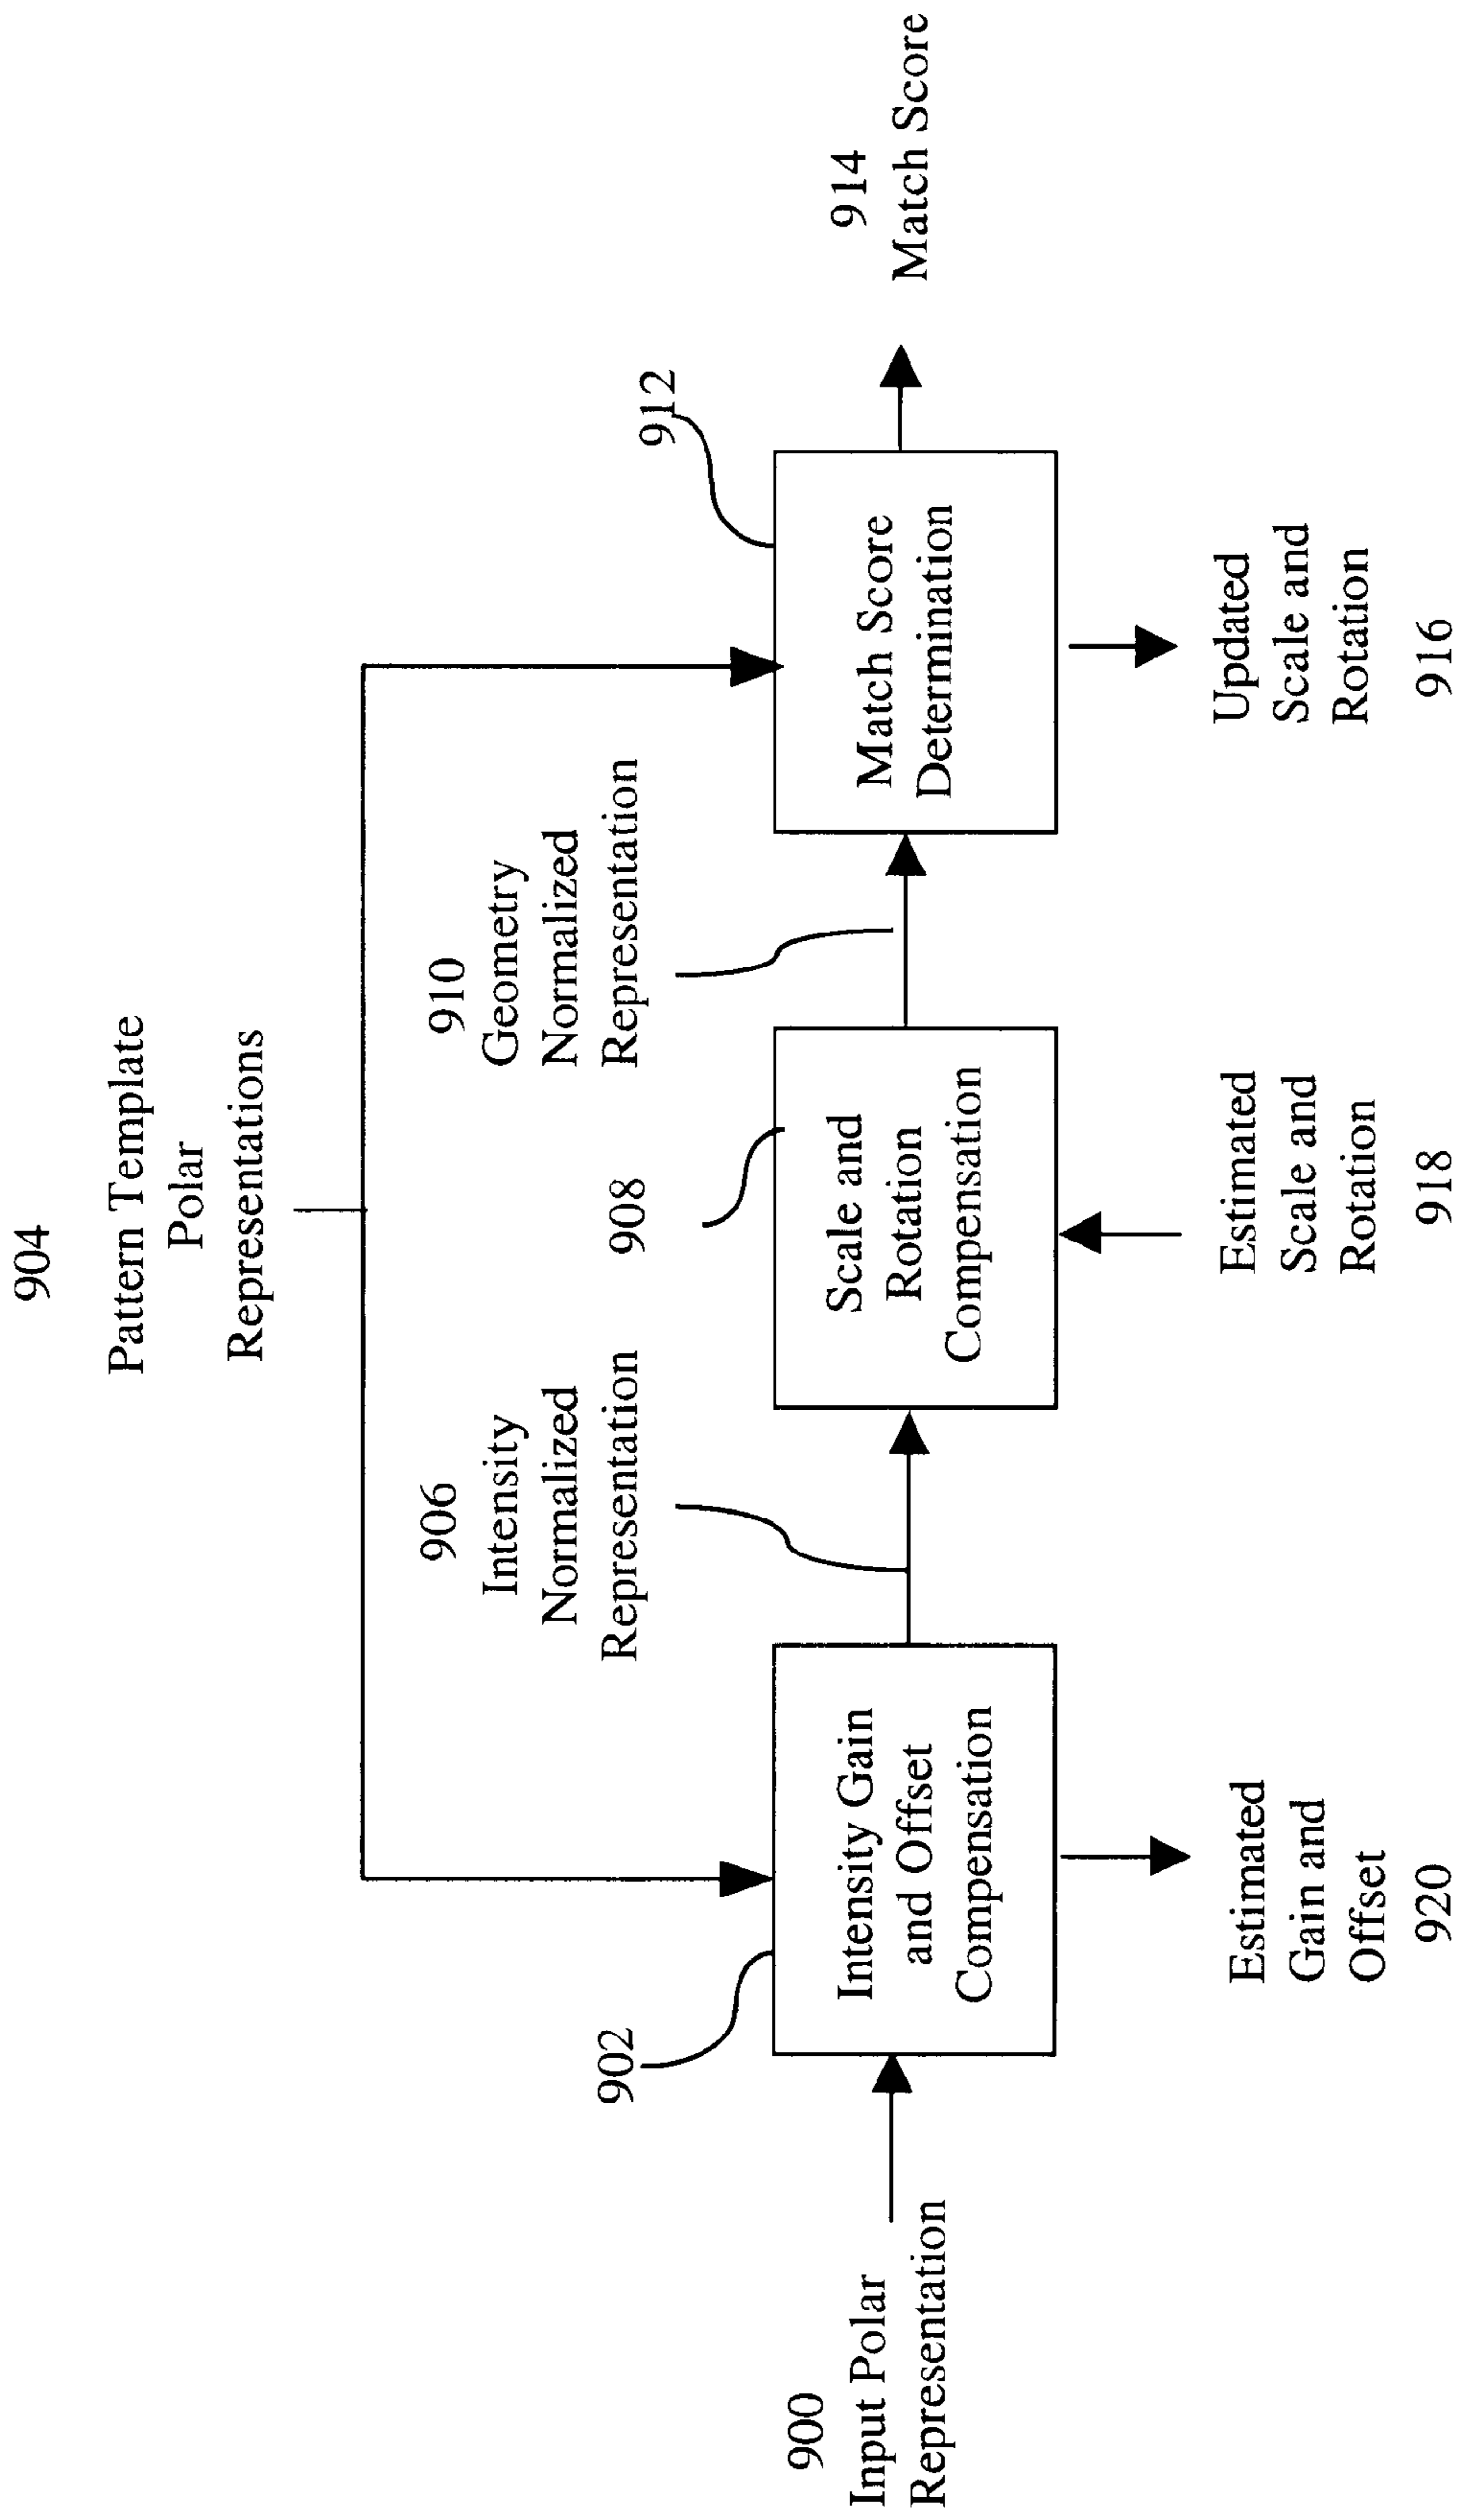 904
Pattern Template
Polar
Representations
906
Intensity
Normalized
Representation
910
Geometry
Normalized
Representation
902
908
912
900
Input Polar
Representation
Intensity Gain
and Offset
Compensation
Scale and
Rotation
Compensation
Match Score
Determination
914
Match Score
Estimated
Gain and
Offset
920
Estimated
Scale and
Rotation
918
Updated
Scale and
Rotation
916